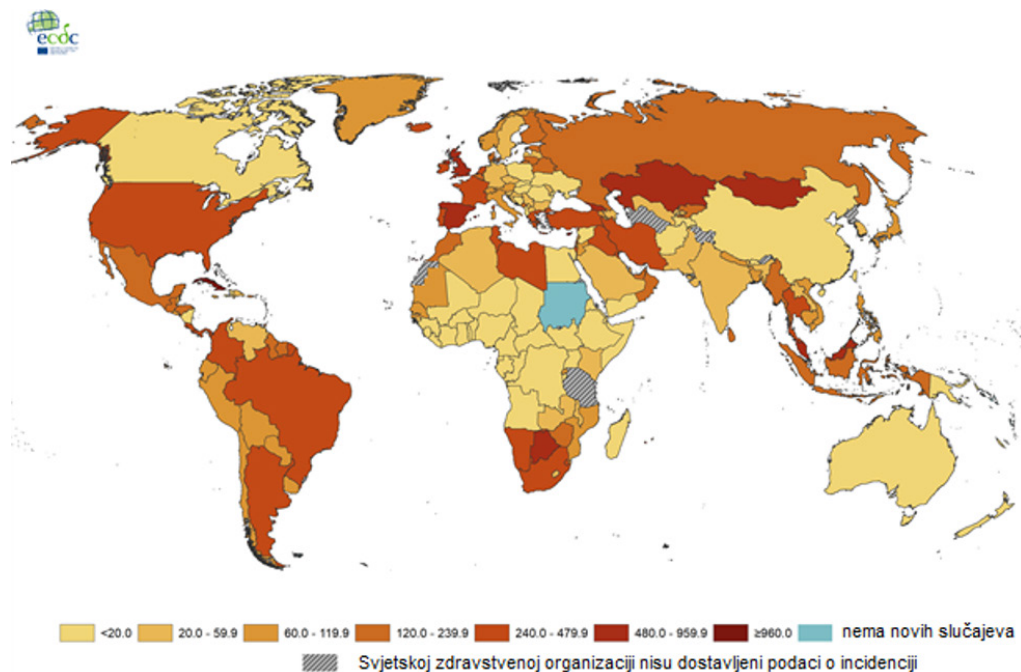 ecdc
<20.0 20.0 - 59.9 60.0 - 119.9 120.0 - 239.9 240.0 - 479.9 480.0 - 959.9 ≥960.0 nema novih slučajeva
Svjetskoj zdravstvenoj organizaciji nisu dostavljeni podaci o incidenciji